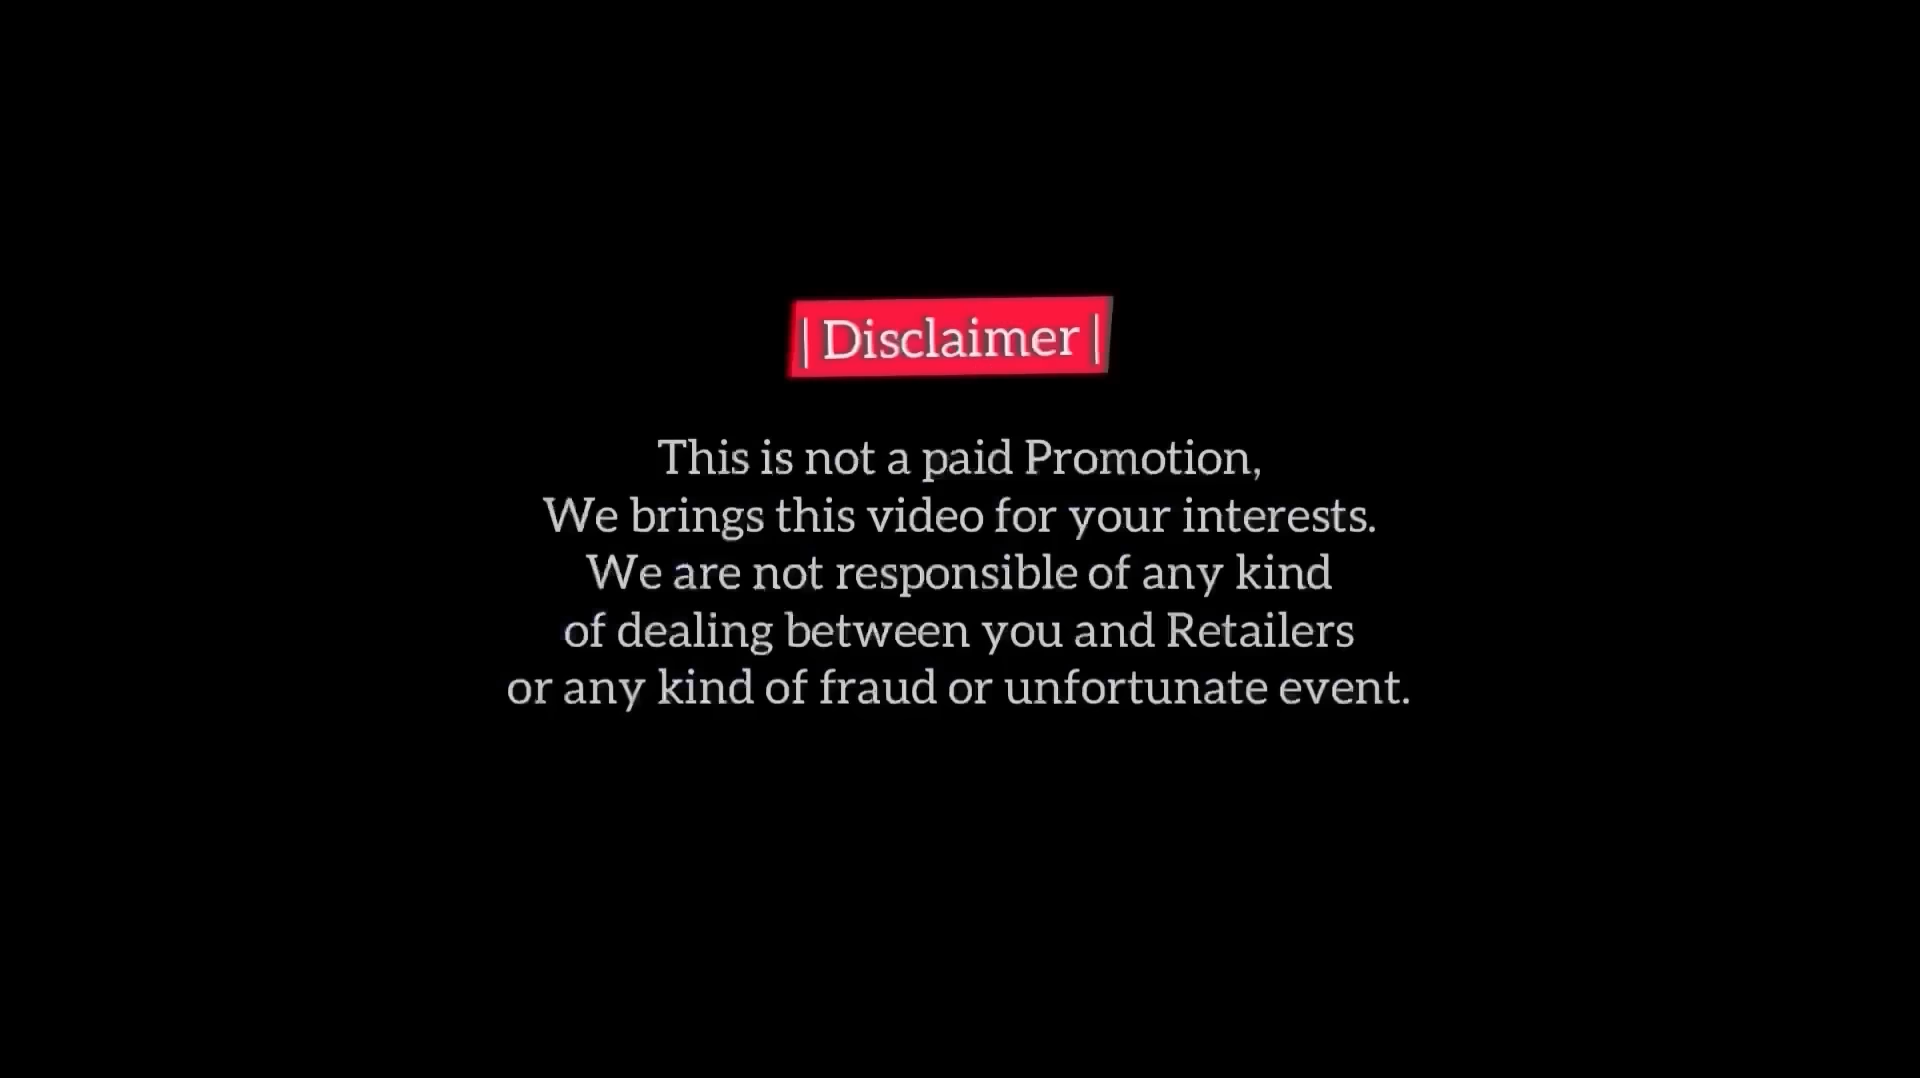 | Disclaimer |
This is not a paid Promotion,
We brings this video for your interests.
We are not responsible of any kind
of dealing between you and Retailers
or any kind of fraud or unfortunate event.